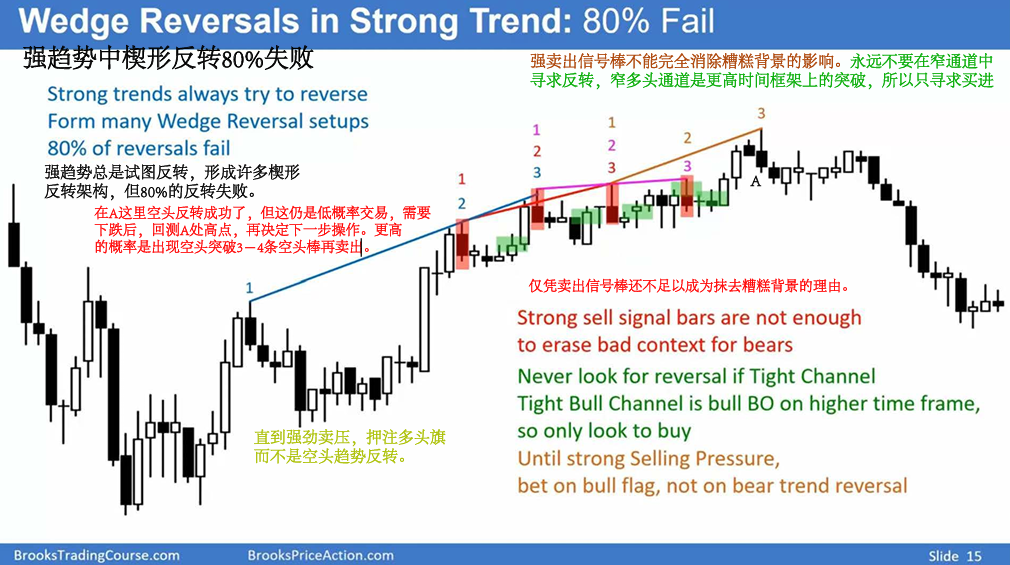 Wedge Reversals in Strong Trend: 80% Fail
强趋势中楔形反转80%失败
强卖出信号棒不能完全消除糟糕背景的影响。永远不要在窄通道中
寻求反转，窄多头通道是更高时间框架上的突破，所以只寻求买进
Strong trends always try to reverse
Form many Wedge Reversal setups
80% of reversals fail
强趋势总是试图反转，形成许多楔形
反转架构，但80%的反转失败。
在A这里空头反转成功了，但这仍是低概率交易，需要
下跌后，回测A处高点，再决定下一步操作。更高
的概率是出现空头突破3－4条空头棒再卖出。
1
1
2
1
2
3
1
2
3
2
3
3
A
仅凭卖出信号棒还不足以成为抹去糟糕背景的理由。
Strong sell signal bars are not enough
to erase bad context for bears
Never look for reversal if Tight Channel
Tight Bull Channel is bull BO on higher time frame,
so only look to buy
Until strong Selling Pressure,
bet on bull flag, not on bear trend reversal
直到强劲卖压，押注多头旗
而不是空头趋势反转。
BrooksTradingCourse.com
BrooksPriceAction.com
Slide 15